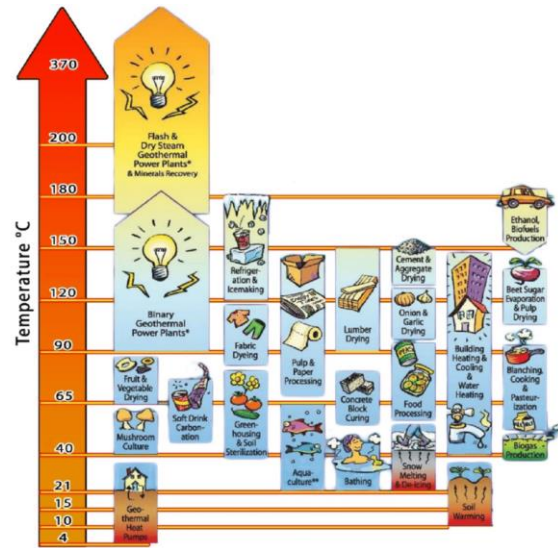 Temperature °C
370
200
180
150
120
90
65
40
21
15
10
4
Flash &
Dry Steam
Geothermal
Power Plants*
& Minerals Recovery
Binary
Geothermal
Power Plants*
Fruit &
Vegetable
Drying
Mushroom
Culture
Geo-
thermal
Heat
Pumps
Soft Drink
Carbon-
ation
Refriger-
ation &
Icemaking
Fabric
Dyeing
Green-
housing
& Soil
Sterilization
Pulp &
Paper
Processing
Aqua-
culture**
Lumber
Drying
Concrete
Block
Curing
Bathing
Cement &
Aggregate
Drying
Onion &
Garlic
Drying
Food
Processing
Snow
Melting
& De-icing
Building
Heating &
Cooling
& Water
Heating
Soil
Warming
Ethanol,
Biofuels
Production
Beet Sugar
Evaporation
& Pulp
Drying
Blanching,
Cooking &
Pasteur-
ization
Biogas
Production